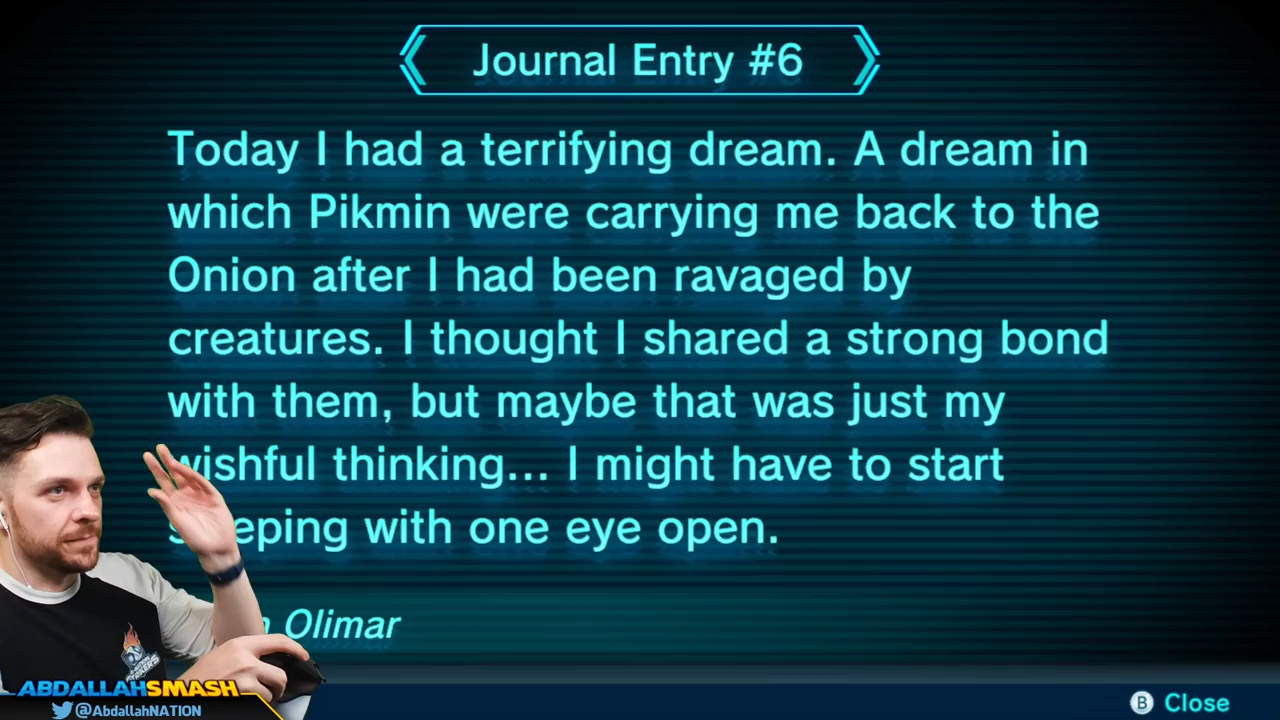 Journal Entry #6
Today I had a terrifying dream. A dream in
which Pikmin were carrying me back to the
Onion after I had been ravaged by
creatures. I thought I shared a strong bond
with them, but maybe that was just my
wishful thinking... I might have to start
with one eye open.
Olimar
ABDALLAHSMASH
@AbdallahNATION
B Close